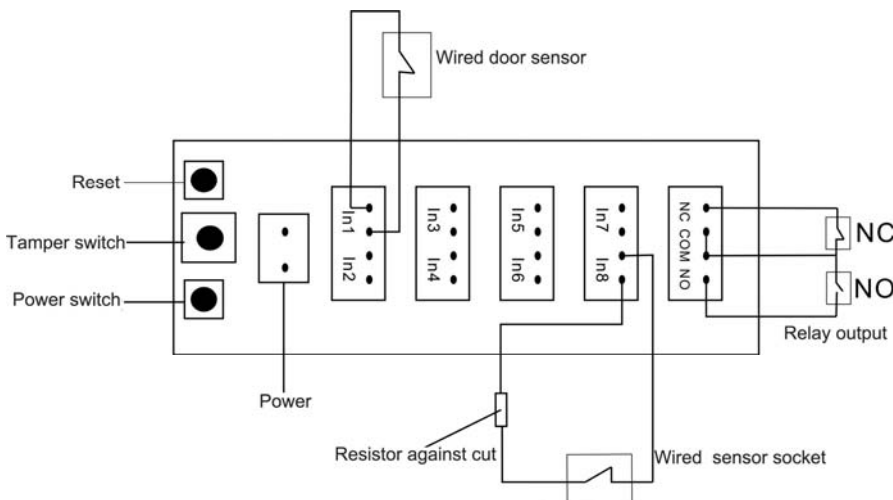 Wired door sensor
Reset
Tamper switch
Power switch
In1
In2
In3
In4
In5
In6
In7
In8
NC COM NO
NC
NO
Relay output
Power
Resistor against cut
Wired sensor socket